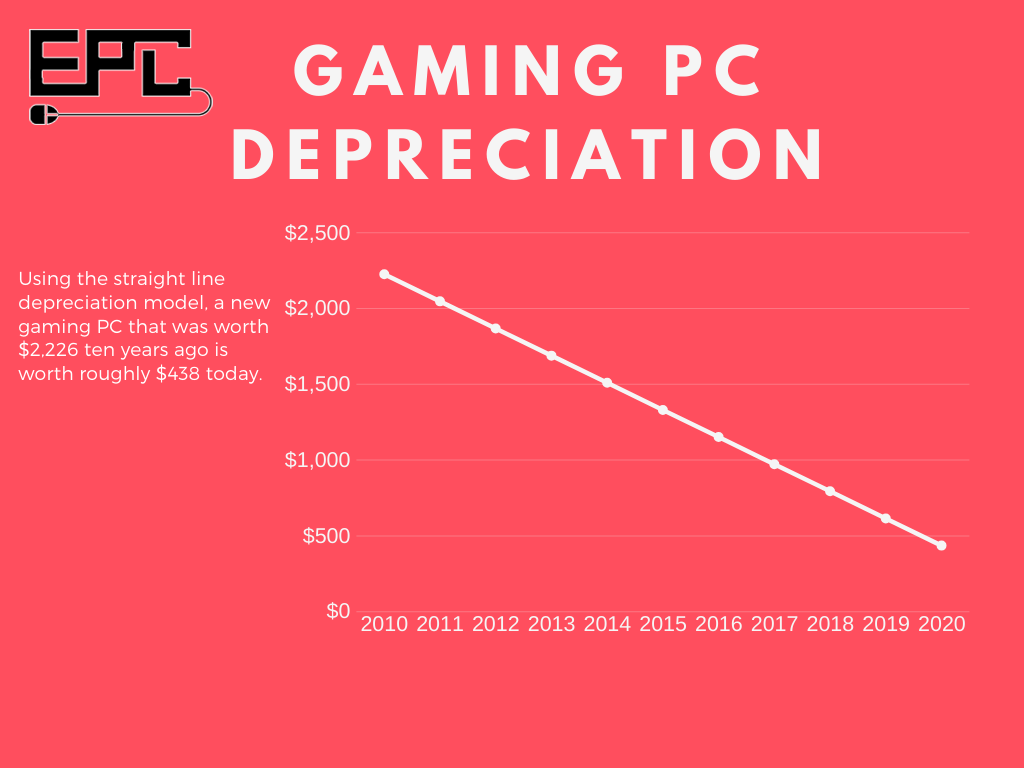 EPC
GAMING PC
DEPRECIATION
Using the straight line
depreciation model, a new
gaming PC that was worth
$2,226 ten years ago is
worth roughly $438 today.
$2,500
$2,000
$1,500
$1,000
$500
$0
2010 2011 2012 2013 2014 2015 2016 2017 2018 2019 2020